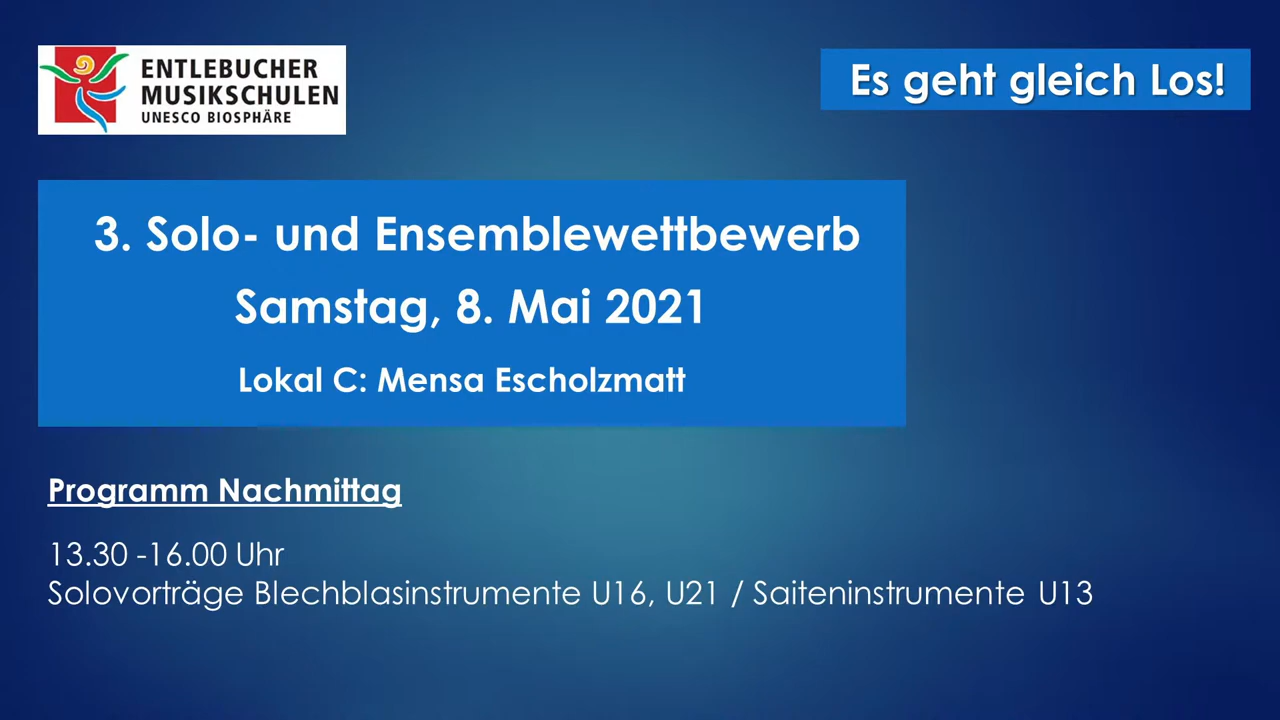 ENTLEBUCHER
MUSIKSCHULEN
UNESCO BIOSPHÄRE
Es geht gleich Los!
3. Solo- und Ensemblewettbewerb
Samstag, 8. Mai 2021
Lokal C: Mensa Escholzmatt
Programm Nachmittag
13.30 -16.00 Uhr
Solovorträge Blechblasinstrumente U16, U21 / Saiteninstrumente U13